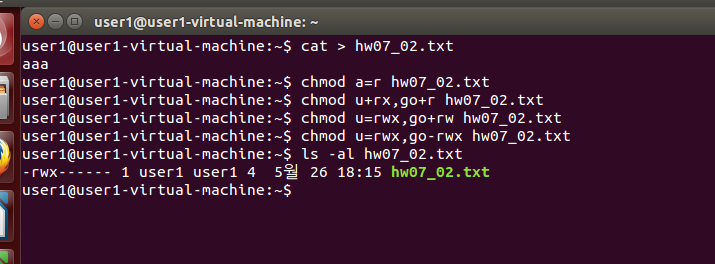 user1@user1-virtual-machine: ~
user1@user1-virtual-machine:~$ cat > hw07_02.txt
aaa
user1@user1-virtual-machine:~$ chmod a=r hw07_02.txt
user1@user1-virtual-machine:~$ chmod u+rx,go+r hw07_02.txt
user1@user1-virtual-machine:~$ chmod u=rwx,go+rw hw07_02.txt
user1@user1-virtual-machine:~$ chmod u=rwx,go-rwx hw07_02.txt
user1@user1-virtual-machine:~$ ls -al hw07_02.txt
-rwx------ 1 user1 user1 4  5월 26 18:15 hw07_02.txt
user1@user1-virtual-machine:~$